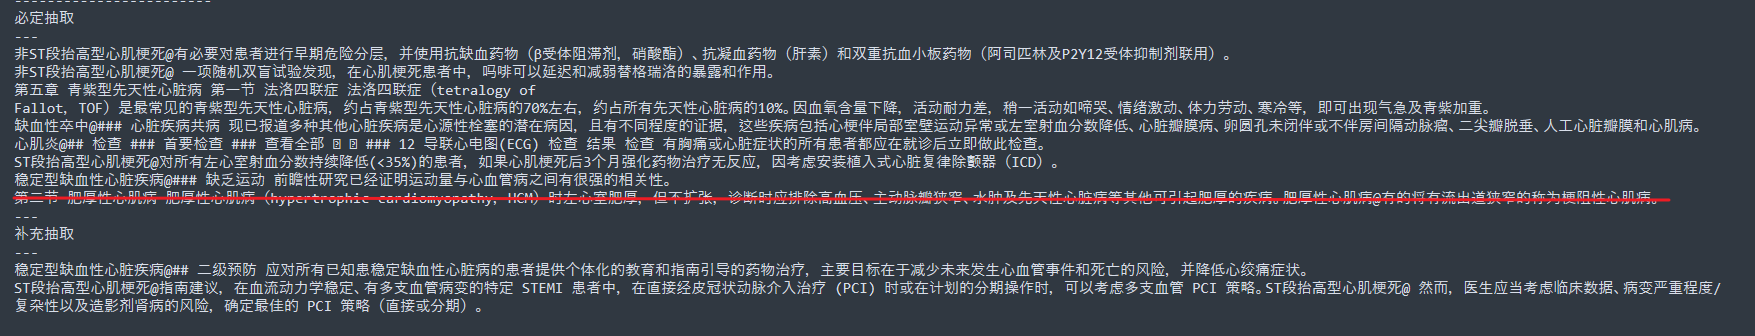 ------------------------
必定抽取
---
非ST段抬高型心肌梗死@有必要对患者进行早期危险分层，并使用抗缺血药物（β受体阻滞剂，硝酸酯）、抗凝血药物（肝素）和双重抗血小板药物（阿司匹林及P2Y12受体抑制剂联用）。
非ST段抬高型心肌梗死@ 一项随机双盲试验发现，在心肌梗死患者中，吗啡可以延迟和减弱替格瑞洛的暴露和作用。
第五章 青紫型先天性心脏病 第一节 法洛四联症 法洛四联症（tetralogy of
Fallot，TOF）是最常见的青紫型先天性心脏病，约占青紫型先天性心脏病的70%左右，约占所有先天性心脏病的10%。因血氧含量下降，活动耐力差，稍一活动如啼哭、情绪激动、体力劳动、寒冷等，即可出现气急及青紫加重。
缺血性卒中@### 心脏疾病共病 现已报道多种其他心脏疾病是心源性栓塞的潜在病因，且有不同程度的证据，这些疾病包括心梗伴局部室壁运动异常或左室射血分数降低、心脏瓣膜病、卵圆孔未闭伴或不伴房间隔动脉瘤、二尖瓣脱垂、人工心脏瓣膜和心肌病。
心肌炎@## 检查 ### 首要检查 ### 查看全部 ### 12 导联心电图(ECG) 检查 结果 检查 有胸痛或心脏症状的所有患者都应在就诊后立即做此检查。
ST段抬高型心肌梗死@对所有左心室射血分数持续降低(<35%)的患者，如果心肌梗死后3个月强化药物治疗无反应，因考虑安装植入式心脏复律除颤器（ICD）。
稳定型缺血性心脏疾病@### 缺乏运动 前瞻性研究已经证明运动量与心血管病之间有很强的相关性。
第二节 肥厚性心肌病 肥厚性心肌病（hypertrophic cardiomyopathy，HCM）时左心室肥厚，但不扩张，诊断时应排除高血压、主动脉瓣狭窄、水肿及先天性心脏病等其他可引起肥厚的疾病。肥厚性心肌病@有的将有流出道狭窄的称为梗阻性心肌病。
---
补充抽取
---
稳定型缺血性心脏疾病@## 二级预防 应对所有已知患稳定缺血性心脏病的患者提供个体化的教育和指南引导的药物治疗，主要目标在于减少未来发生心血管事件和死亡的风险，并降低心绞痛症状。
ST段抬高型心肌梗死@指南建议，在血流动力学稳定、有多支血管病变的特定 STEMI 患者中，在直接经皮冠状动脉介入治疗 (PCI) 时或在计划的分期操作时，可以考虑多支血管 PCI 策略。ST段抬高型心肌梗死@ 然而，医生应当考虑临床数据、病变严重程度/
复杂性以及造影剂肾病的风险，确定最佳的 PCI 策略（直接或分期）。